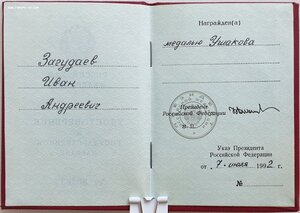 Загудаев
Иван
Андреевич
Награжден(а)
медалью Ушакова
Президент
Российской Федерации
М.П.
Указ Президента
Российской Федерации
от „7“ июля 1992 г.
№